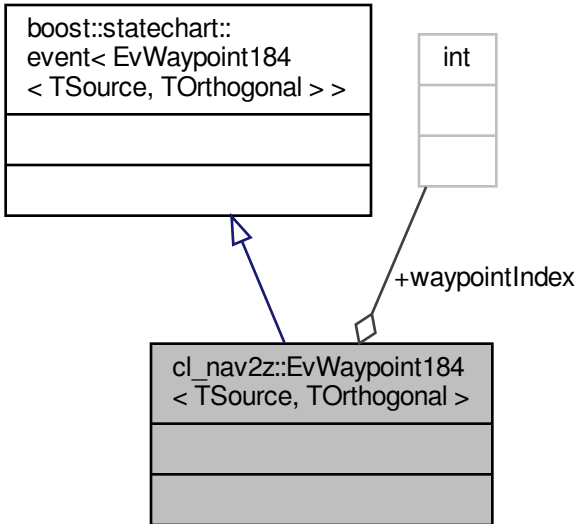 boost::statechart::
event< EvWaypoint184
< TSource, TOrthogonal > >
int
+waypointIndex
cl_nav2z::EvWaypoint184
< TSource, TOrthogonal >